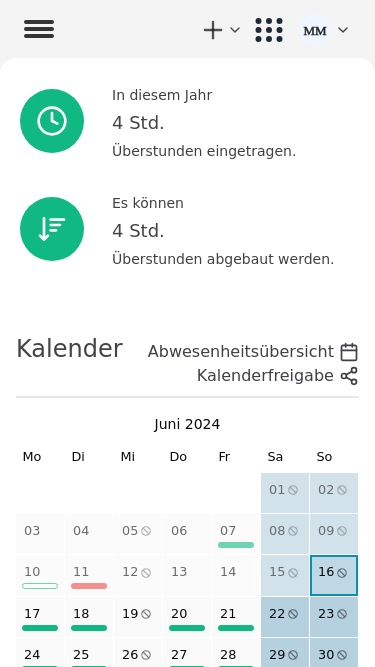 MM
In diesem Jahr
4 Std.
Überstunden eingetragen.
Es können
4 Std.
Überstunden abgebaut werden.
Kalender
Abwesenheitsübersicht
Kalenderfreigabe
Juni 2024
Mo Di Mi Do Fr Sa So
01 02
03 04 05 06 07 08 09
10 11 12 13 14 15 16
17 18 19 20 21 22 23
24 25 26 27 28 29 30